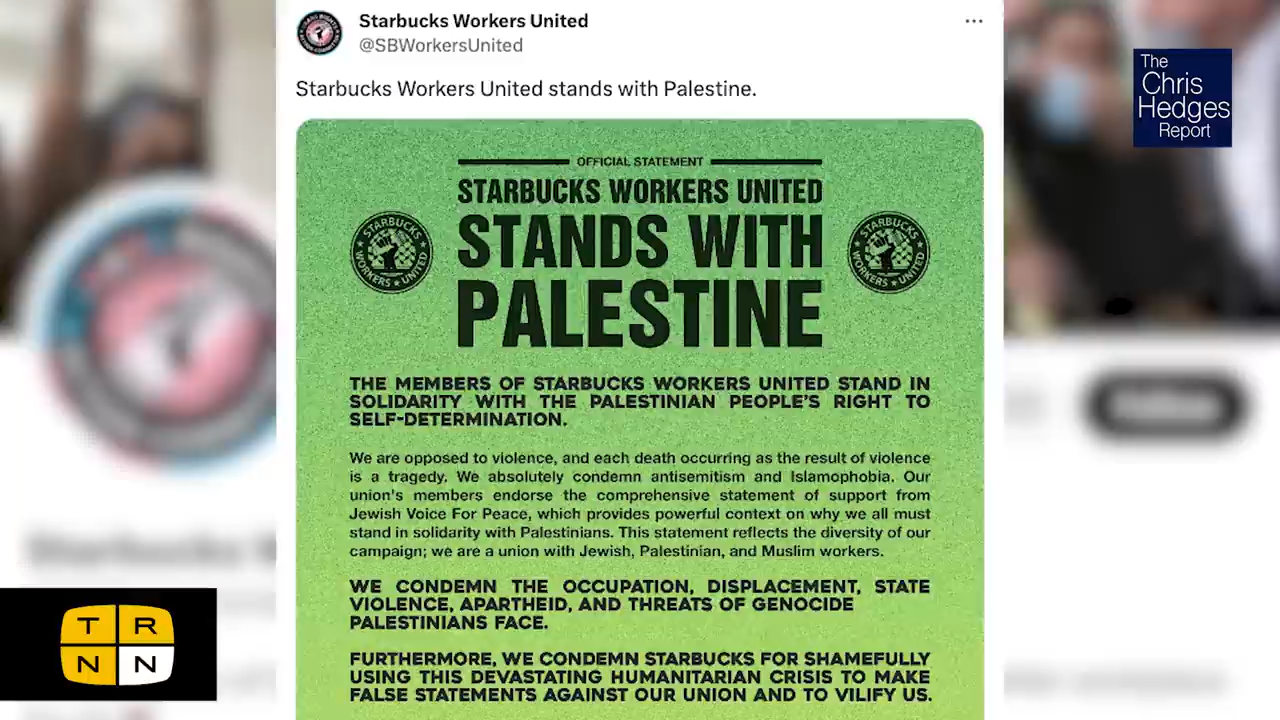 Starbucks Workers United
@SBWorkersUnited
Starbucks Workers United stands with Palestine.
The
Chris
Hedges
Report
OFFICIAL STATEMENT
STARBUCKS WORKERS UNITED
STANDS WITH
PALESTINE
STARBUCKS WORKERS UNITED
STARBUCKS WORKERS UNITED
THE MEMBERS OF STARBUCKS WORKERS UNITED STAND IN
SOLIDARITY WITH THE PALESTINIAN PEOPLE'S RIGHT TO
SELF-DETERMINATION.
We are opposed to violence, and each death occurring as the result of violence
is a tragedy. We absolutely condemn antisemitism and Islamophobia. Our
union's members endorse the comprehensive statement of support from
Jewish Voice For Peace, which provides powerful context on why we all must
stand in solidarity with Palestinians. This statement reflects the diversity of our
campaign; we are a union with Jewish, Palestinian, and Muslim workers.
WE CONDEMN THE OCCUPATION, DISPLACEMENT, STATE
VIOLENCE, APARTHEID, AND THREATS OF GENOCIDE
PALESTINIANS FACE.
FURTHERMORE, WE CONDEMN STARBUCKS FOR SHAMEFULLY
USING THIS DEVASTATING HUMANITARIAN CRISIS TO MAKE
FALSE STATEMENTS AGAINST OUR UNION AND TO VILIFY US.
T R
N N